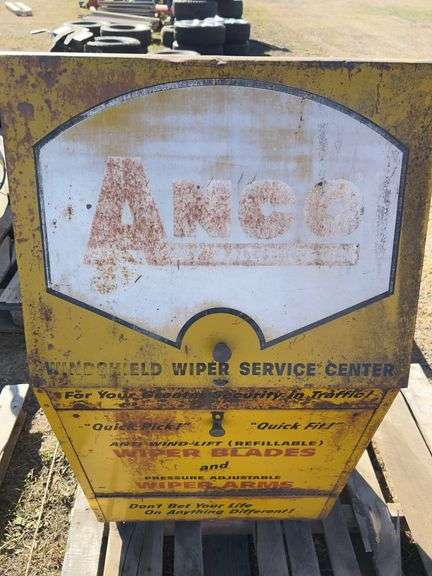 ANCO
WINDSHIELD WIPER SERVICE CENTER
For Your Greater Security In Traffic!
"Quick Pick!" "Quick Fit!"
ANTI-WIND-LIFT (REFILLABLE)
WIPER BLADES
and
PRESSURE ADJUSTABLE
WIPER ARMS
Don't Bet Your Life
On Anything Different!